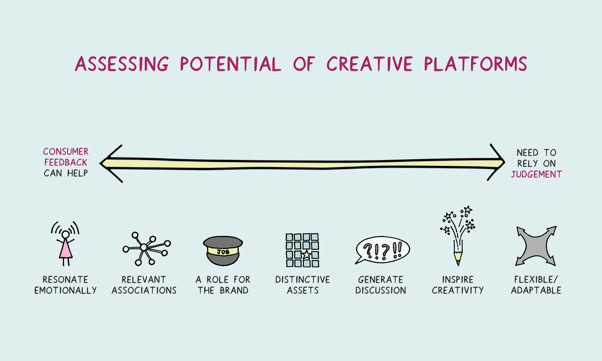 ASSESSING POTENTIAL OF CREATIVE PLATFORMS
CONSUMER
FEEDBACK
CAN HELP
NEED TO
RELY ON
JUDGEMENT
JOB
?!?!!
RESONATE
EMOTIONALLY
RELEVANT
ASSOCIATIONS
A ROLE FOR
THE BRAND
DISTINCTIVE
ASSETS
GENERATE
DISCUSSION
INSPIRE
CREATIVITY
FLEXIBLE/
ADAPTABLE